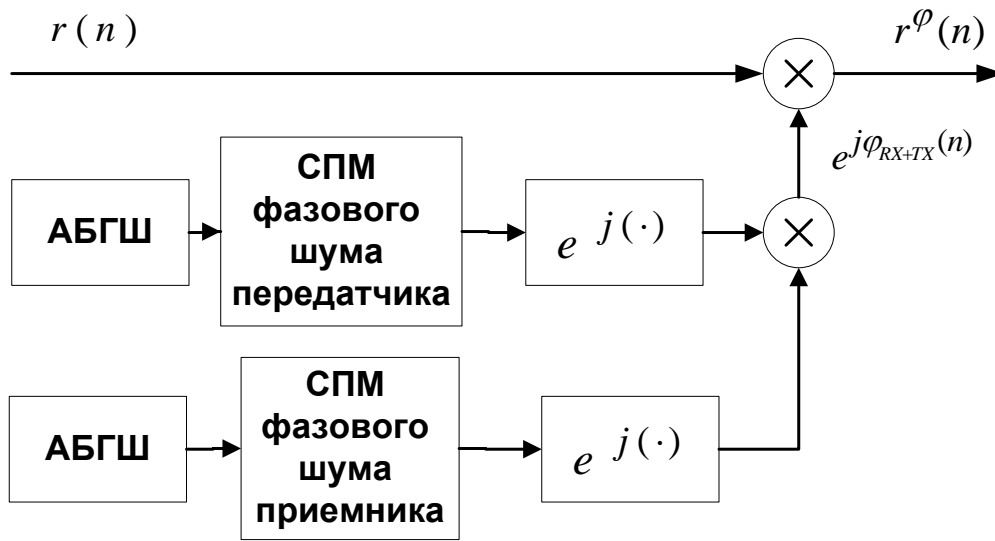 r(n)
r^φ(n)
e^{jφ_{RX+TX}(n)}
АБГШ
СПМ
фазового
шума
передатчика
e^{j(·)}
АБГШ
СПМ
фазового
шума
приемника
e^{j(·)}